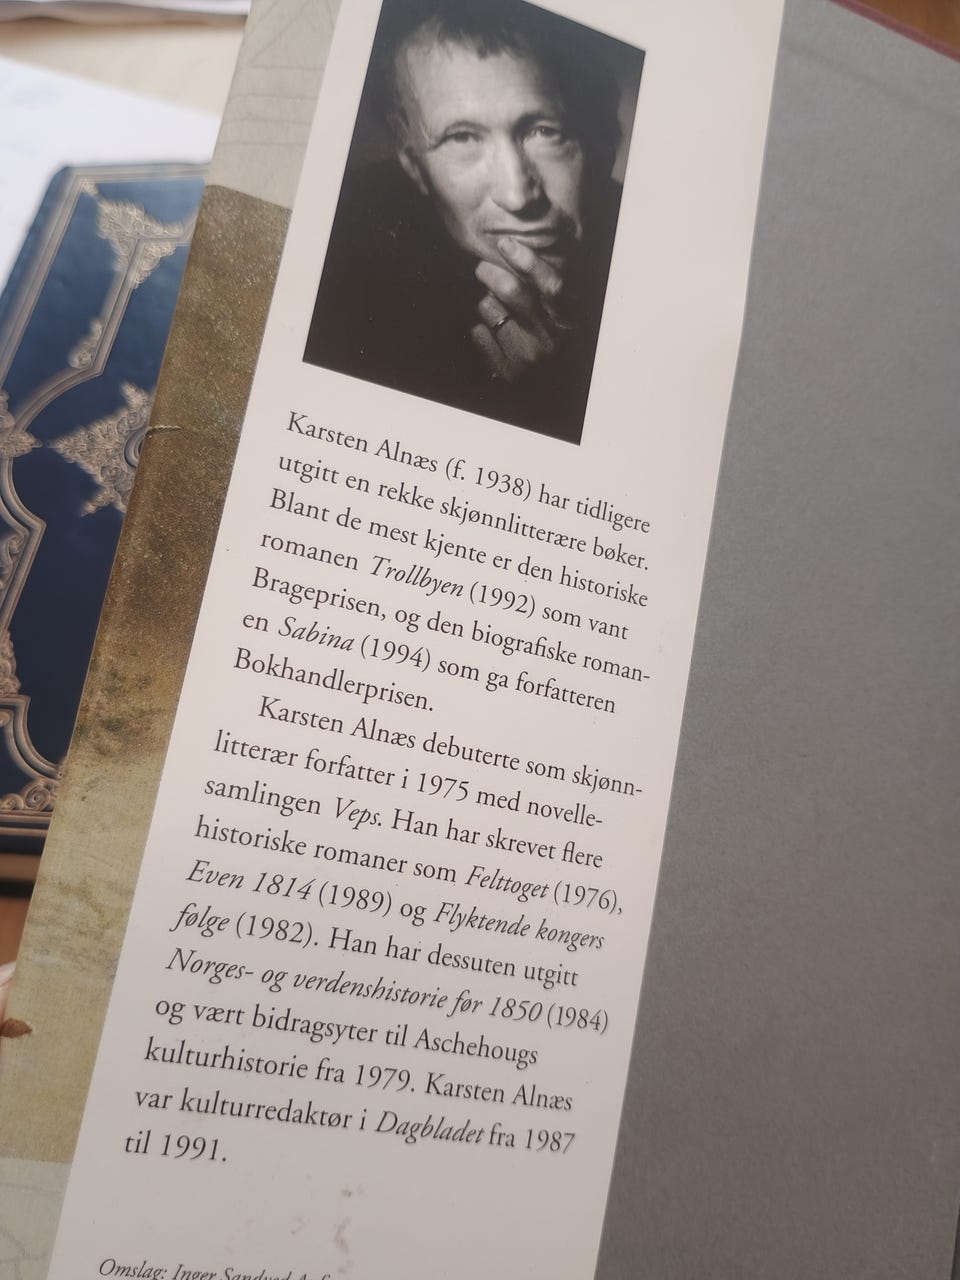 Karsten Alnæs (f. 1938) har tidligere
utgitt en rekke skjønnlitterære bøker.
Blant de mest kjente er den historiske
romanen Trollbyen (1992) som vant
Brageprisen, og den biografiske roman-
en Sabina (1994) som ga forfatteren
Bokhandlerprisen.
Karsten Alnæs debuterte som skjønn-
litterær forfatter i 1975 med novelle-
samlingen Veps. Han har skrevet flere
historiske romaner som Felttoget (1976),
Even 1814 (1989) og Flyktende kongers
følge (1982). Han har dessuten utgitt
Norges- og verdenshistorie før 1850 (1984)
og vært bidragsyter til Aschehougs
kulturhistorie fra 1979. Karsten Alnæs
var kulturredaktør i Dagbladet fra 1987
til 1991.
Omslag: Inger Sandved